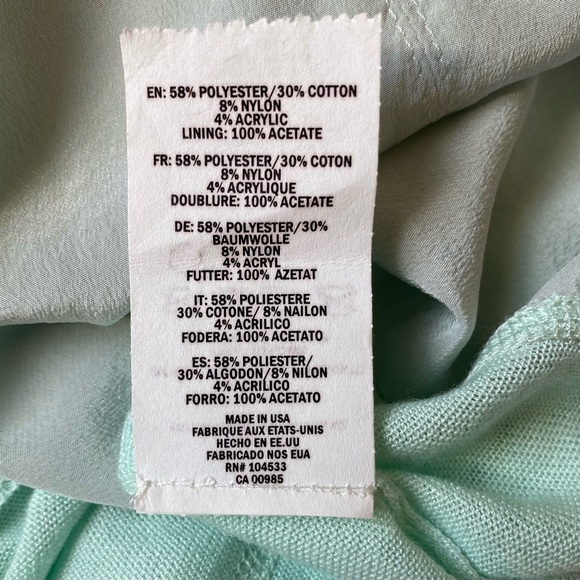 EN: 58% POLYESTER/30% COTTON
8% NYLON
4% ACRYLIC
LINING: 100% ACETATE
FR: 58% POLYESTER/30% COTON
8% NYLON
4% ACRYLIQUE
DOUBLURE: 100% ACETATE
DE: 58% POLYESTER/30%
BAUMWOLLE
8% NYLON
4% ACRYL
FUTTER: 100% AZETAT
IT: 58% POLIESTERE
30% COTONE/ 8% NAILON
4% ACRILICO
FODERA: 100% ACETATO
ES: 58% POLIESTER/
30% ALGODON/8% NILON
4% ACRILICO
FORRO: 100% ACETATO
MADE IN USA
FABRIQUE AUX ETATS-UNIS
HECHO EN EE.UU
FABRICADO NOS EUA
RN# 104533
CA 00985